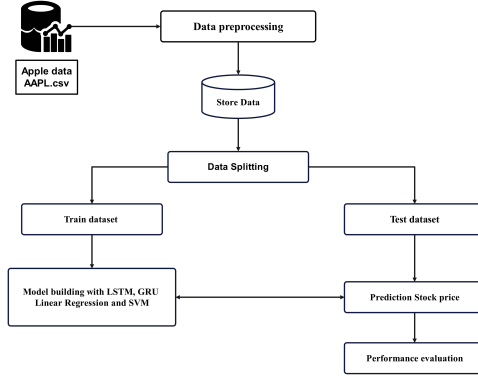 Data preprocessing
Apple data
AAPL.csv
Store Data
Data Splitting
Train dataset
Test dataset
Model building with LSTM, GRU
Linear Regression and SVM
Prediction Stock price
Performance evaluation